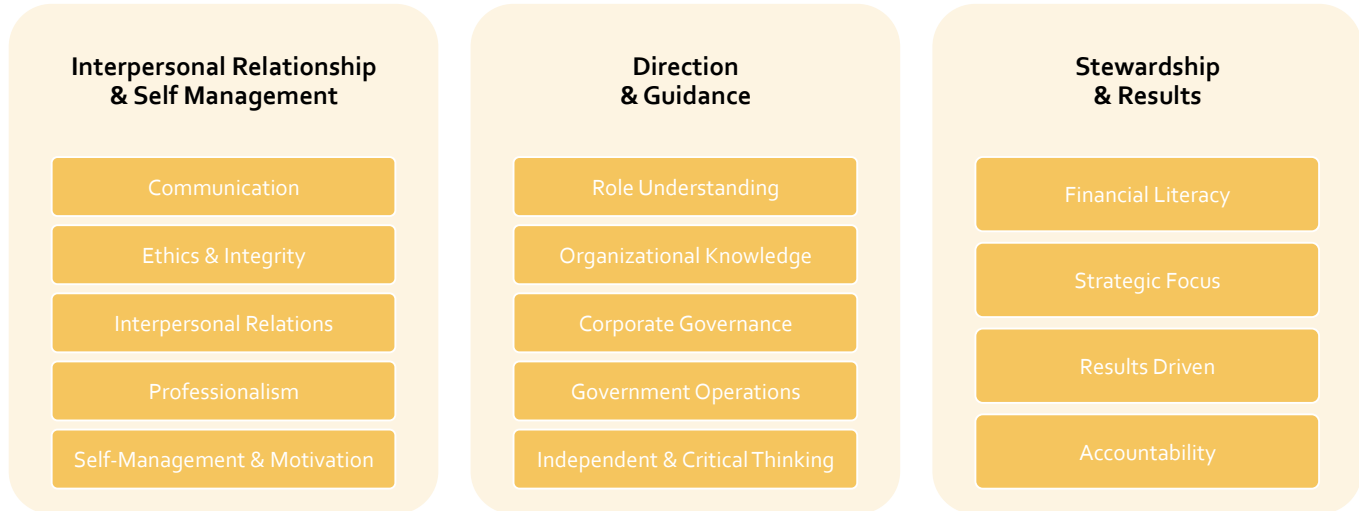 Interpersonal Relationship
& Self Management
Communication
Ethics & Integrity
Interpersonal Relations
Professionalism
Self-Management & Motivation
Direction
& Guidance
Role Understanding
Organizational Knowledge
Corporate Governance
Government Operations
Independent & Critical Thinking
Stewardship
& Results
Financial Literacy
Strategic Focus
Results Driven
Accountability